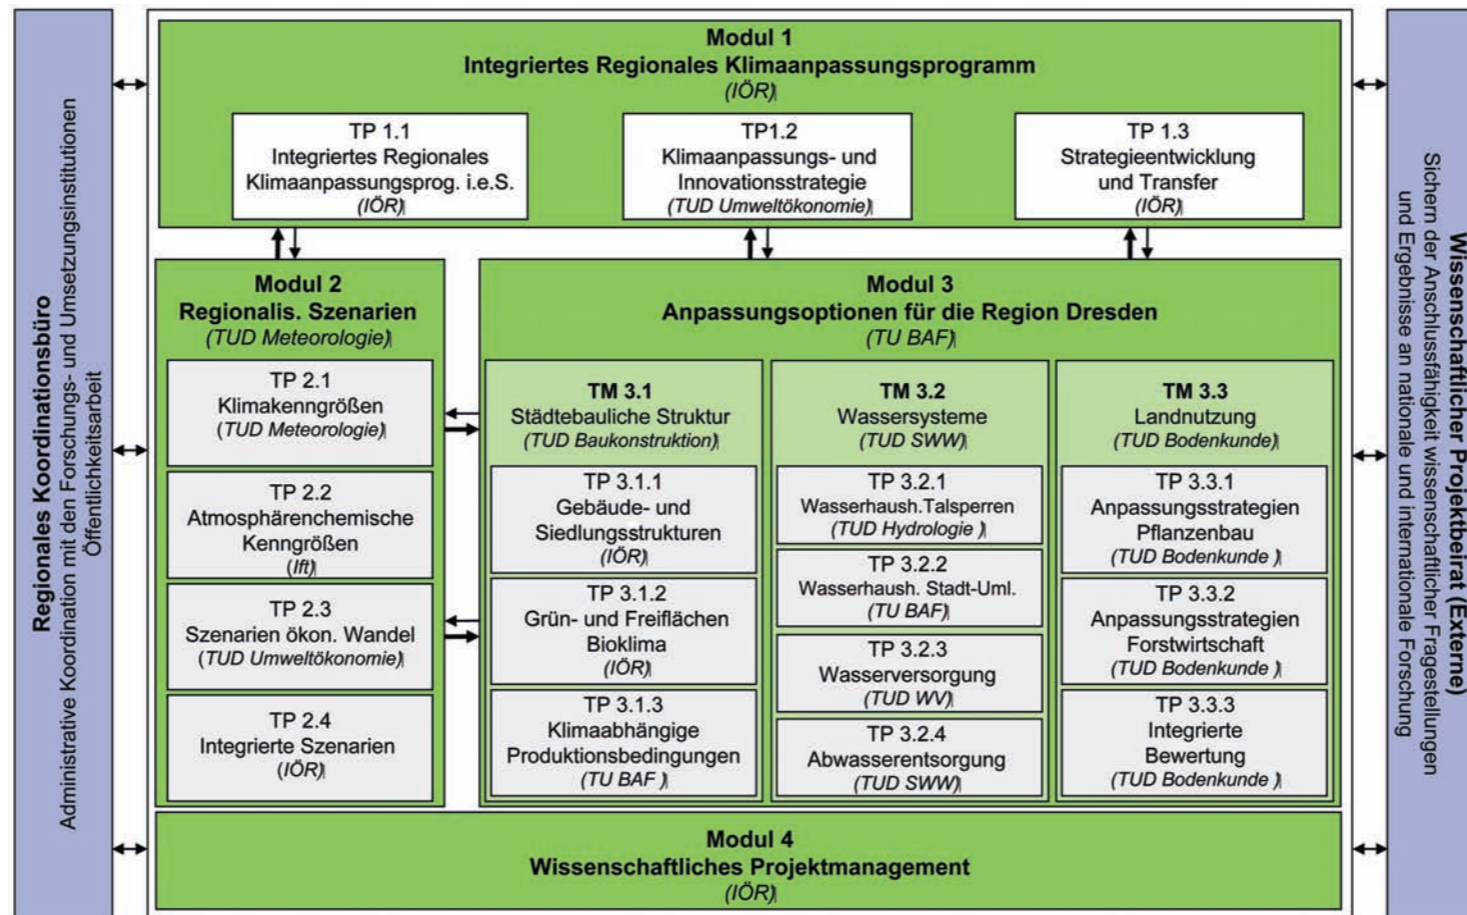 Regionales Koordinationsbüro
Administrative Koordination mit den Forschungs- und Umsetzungsinstitutionen
Öffentlichkeitsarbeit
Modul 1
Integriertes Regionales Klimaanpassungsprogramm
(IÖR)
TP 1.1
Integriertes Regionales
Klimaanpassungsprog. i.e.S.
(IÖR)
TP1.2
Klimaanpassungs- und
Innovationsstrategie
(TUD Umweltökonomie)
TP 1.3
Strategieentwicklung
und Transfer
(IÖR)
Modul 2
Regionalis. Szenarien
(TUD Meteorologie)
TP 2.1
Klimakenngrößen
(TUD Meteorologie)
TP 2.2
Atmosphärenchemische
Kenngrößen
(Ift)
TP 2.3
Szenarien ökon. Wandel
(TUD Umweltökonomie)
TP 2.4
Integrierte Szenarien
(IÖR)
Modul 3
Anpassungsoptionen für die Region Dresden
(TU BAF)
TM 3.1
Städtebauliche Struktur
(TUD Baukonstruktion)
TP 3.1.1
Gebäude- und
Siedlungsstrukturen
(IÖR)
TP 3.1.2
Grün- und Freiflächen
Bioklima
(IÖR)
TP 3.1.3
Klimaabhängige
Produktionsbedingungen
(TU BAF )
TM 3.2
Wassersysteme
(TUD SWW)
TP 3.2.1
Wasserhaush.Talsperren
(TUD Hydrologie )
TP 3.2.2
Wasserhaush. Stadt-Uml.
(TU BAF)
TP 3.2.3
Wasserversorgung
(TUD WV)
TP 3.2.4
Abwasserentsorgung
(TUD SWW)
TM 3.3
Landnutzung
(TUD Bodenkunde)
TP 3.3.1
Anpassungsstrategien
Pflanzenbau
(TUD Bodenkunde )
TP 3.3.2
Anpassungsstrategien
Forstwirtschaft
(TUD Bodenkunde )
TP 3.3.3
Integrierte
Bewertung
(TUD Bodenkunde )
Modul 4
Wissenschaftliches Projektmanagement
(IÖR)
Wissenschaftlicher Projektbeirat (Externe)
Sichern der Anschlussfähigkeit wissenschaftlicher Fragestellungen
und Ergebnisse an nationale und internationale Forschung